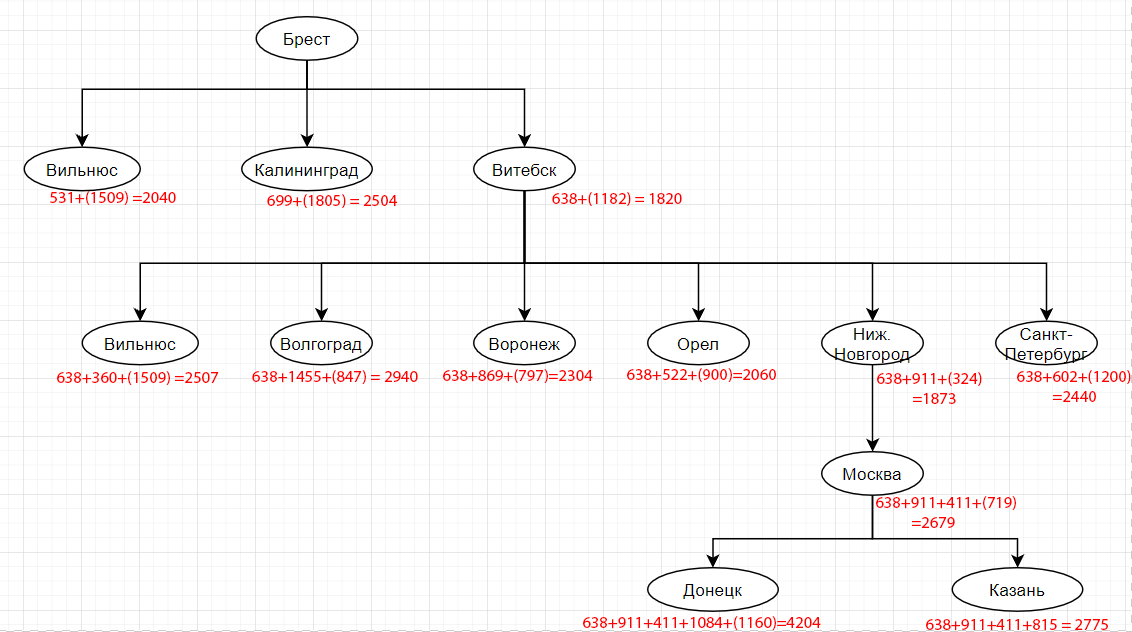 Брест
Вильнюс
531+(1509) =2040
Калининград
699+(1805) = 2504
Витебск
638+(1182) = 1820
Вильнюс
638+360+(1509) =2507
Волгоград
638+1455+(847) = 2940
Воронеж
638+869+(797)=2304
Орел
638+522+(900)=2060
Ниж.
Новгород
638+911+(324)
=1873
Санкт-
Петербург
638+602+(1200)
=2440
Москва
638+911+411+(719)
=2679
Донецк
638+911+411+1084+(1160)=4204
Казань
638+911+411+815 = 2775